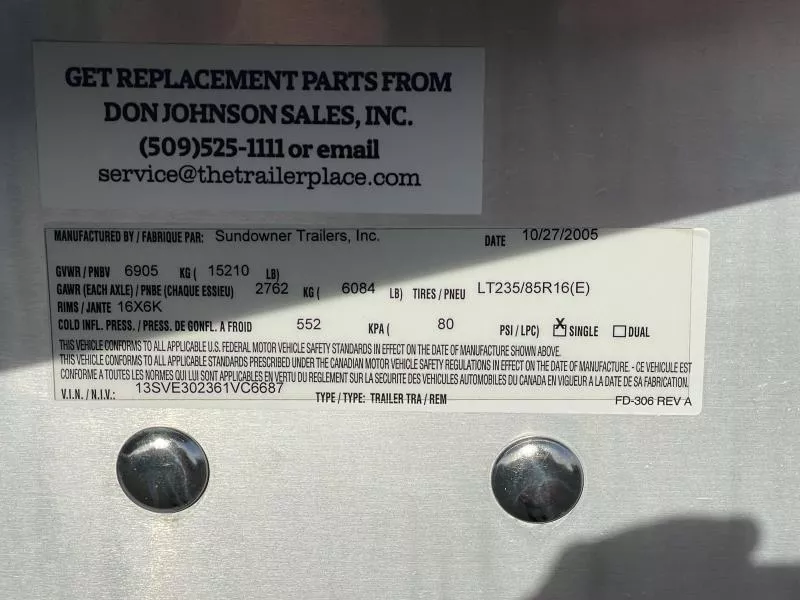 GET REPLACEMENT PARTS FROM
DON JOHNSON SALES, INC.
(509)525-1111 or email
service@thetrailerplace.com
MANUFACTURED BY / FABRIQUE PAR: Sundowner Trailers, Inc. DATE 10/27/2005
GVWR / PNBV 6905 KG ( 15210 LB)
GAWR (EACH AXLE) / PNBE (CHAQUE ESSIEU) 2762 KG ( 6084 LB) TIRES / PNEU LT235/85R16(E)
RIMS / JANTE 16X6K
COLD INFL. PRESS. / PRESS. DE GONFL. A FROID 552 KPA ( 80 PSI / LPC) X SINGLE DUAL
THIS VEHICLE CONFORMS TO ALL APPLICABLE U.S. FEDERAL MOTOR VEHICLE SAFETY STANDARDS IN EFFECT ON THE DATE OF MANUFACTURE SHOWN ABOVE.
THIS VEHICLE CONFORMS TO ALL APPLICABLE STANDARDS PRESCRIBED UNDER THE CANADIAN MOTOR VEHICLE SAFETY REGULATIONS IN EFFECT ON THE DATE OF MANUFACTURE. - CE VEHICULE EST
CONFORME A TOUTES LES NORMES QUI LUI SONT APPLICABLES EN VERTU DU REGLEMENT SUR LA SECURITE DES VEHICULES AUTOMOBILES DU CANADA EN VIGUEUR A LA DATE DE SA FABRICATION.
V.I.N. / N.I.V.: 13SVE302361VC6687 TYPE / TYPE: TRAILER TRA / REM
FD-306 REV A